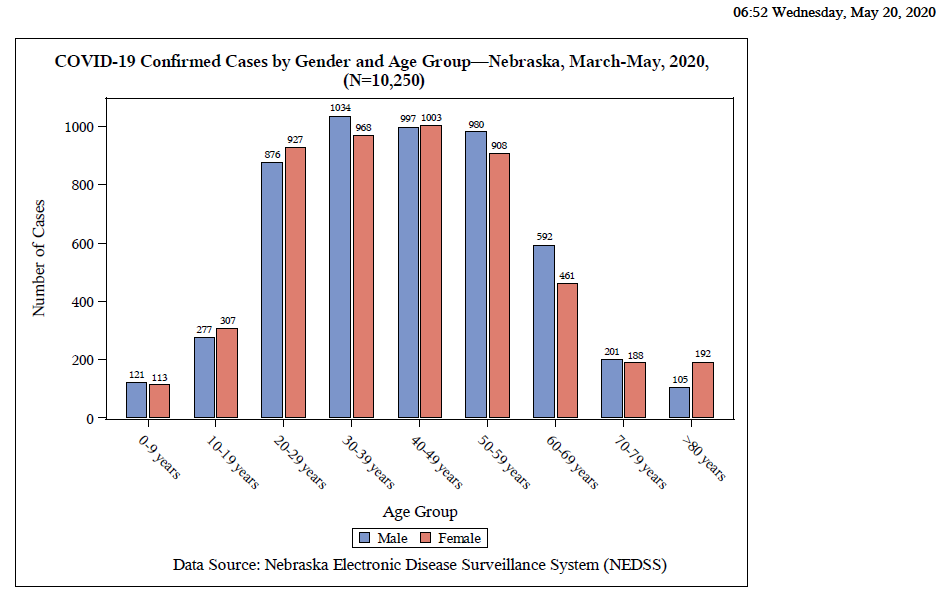 06:52 Wednesday, May 20, 2020
COVID-19 Confirmed Cases by Gender and Age Group—Nebraska, March-May, 2020,
(N=10,250)
Number of Cases
1000
800
600
400
200
0
121 113
277 307
876 927
1034 968
997 1003
980 908
592 461
201 188
105 192
0-9 years
10-19 years
20-29 years
30-39 years
40-49 years
50-59 years
60-69 years
70-79 years
>80 years
Age Group
Male Female
Data Source: Nebraska Electronic Disease Surveillance System (NEDSS)